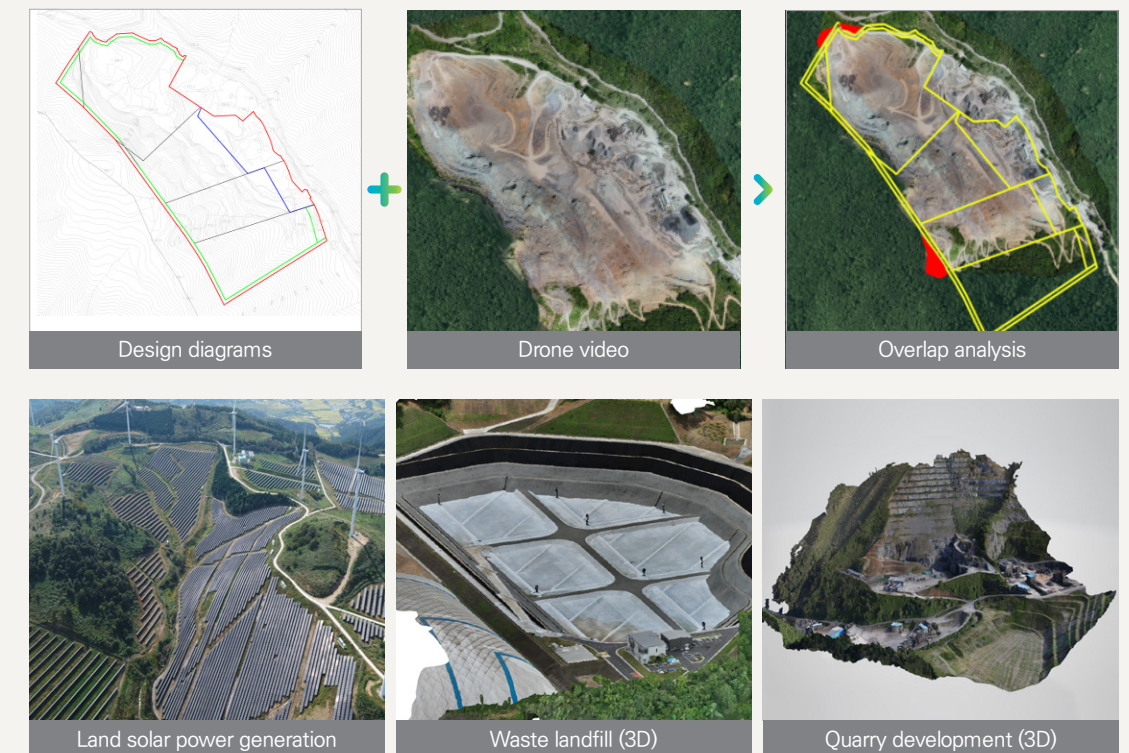 Design diagrams
Drone video
Overlap analysis
Land solar power generation
Waste landfill (3D)
Quarry development (3D)